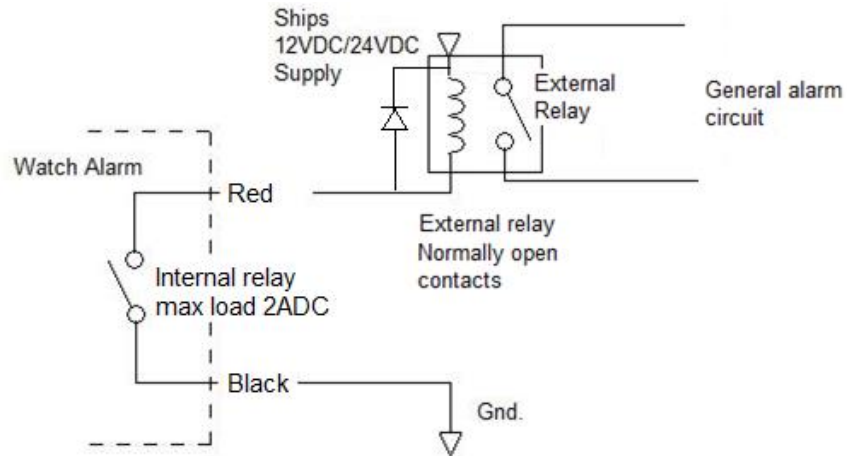 Ships
12VDC/24VDC
Supply
External
Relay
General alarm
circuit
Watch Alarm
Red
External relay
Normally open
contacts
Internal relay
max load 2ADC
Black
Gnd.